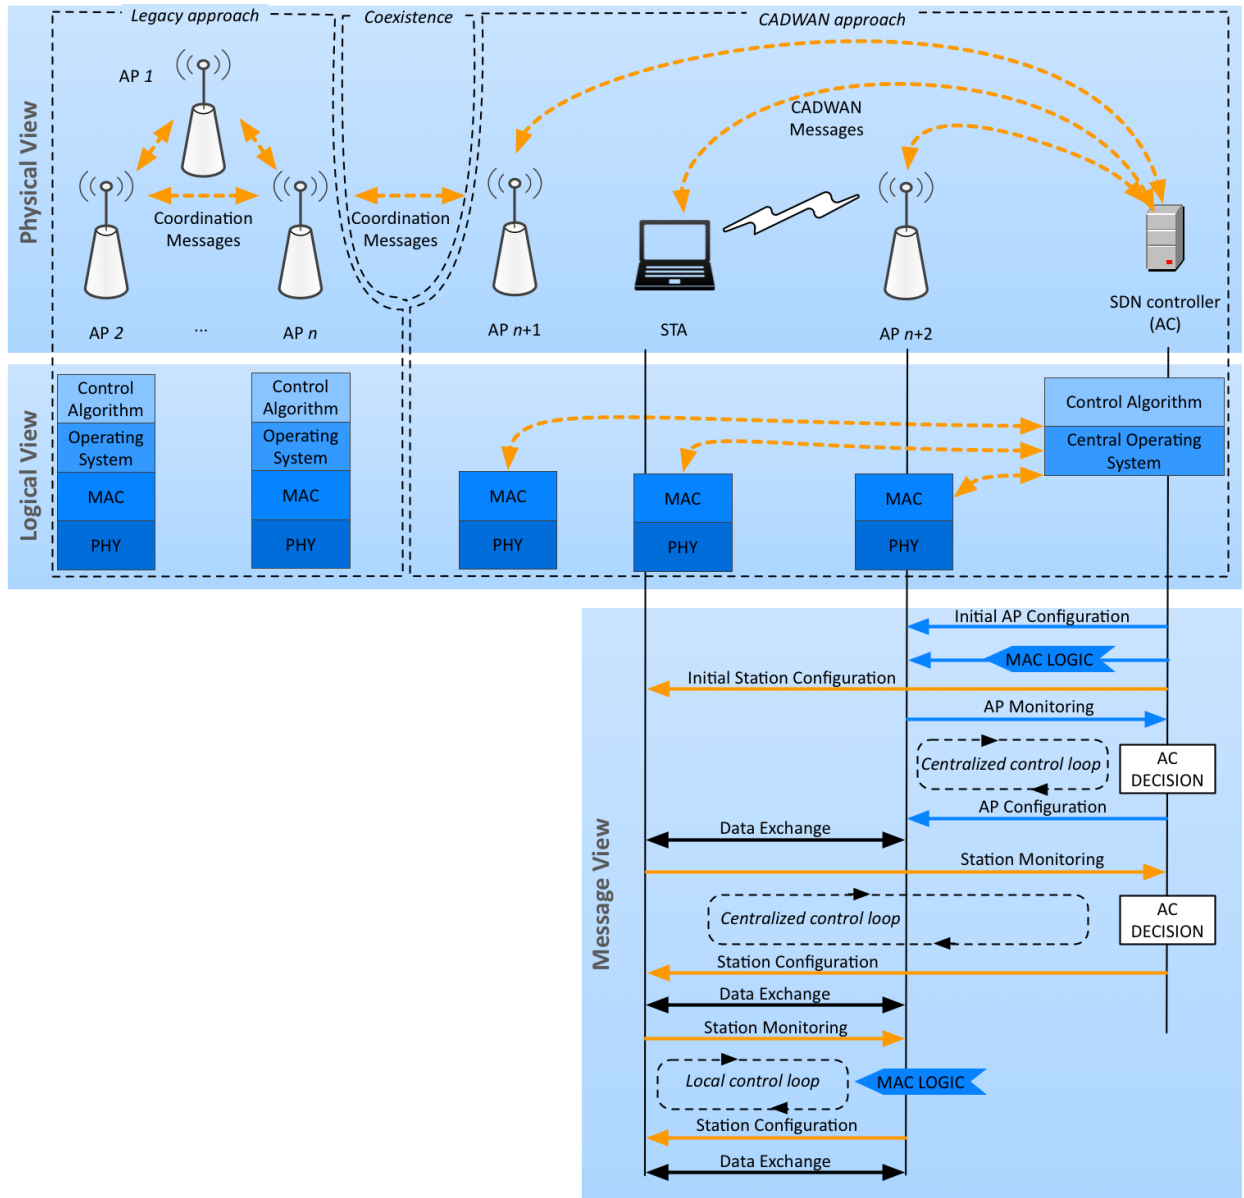 Legacy approach
Coexistence
CADWAN approach
Physical View
AP 1
CADWAN
Messages
Coordination
Messages
Coordination
Messages
AP 2
...
AP n
AP n+1
STA
AP n+2
SDN controller
(AC)
Logical View
Control
Algorithm
Operating
System
MAC
PHY
Control
Algorithm
Operating
System
MAC
PHY
MAC
PHY
MAC
PHY
MAC
PHY
Control Algorithm
Central Operating
System
Message View
Initial AP Configuration
MAC LOGIC
Initial Station Configuration
AP Monitoring
Centralized control loop
AC
DECISION
AP Configuration
Data Exchange
Station Monitoring
Centralized control loop
AC
DECISION
Station Configuration
Data Exchange
Station Monitoring
Local control loop
MAC LOGIC
Station Configuration
Data Exchange